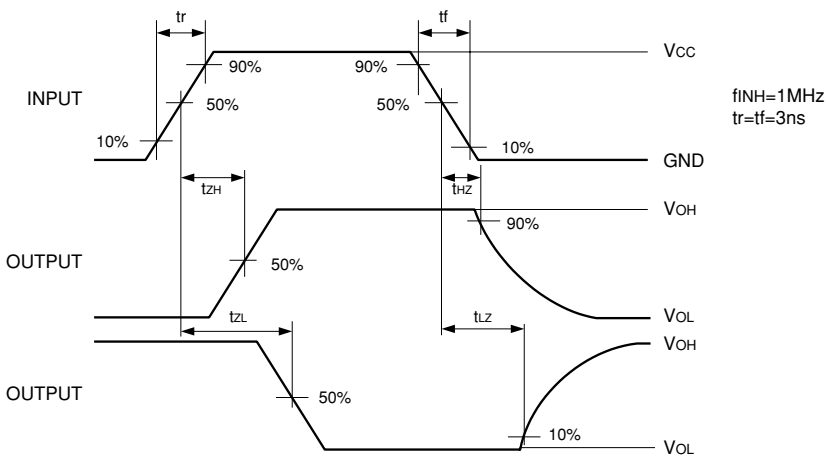 tr
tf
VCC
90%
90%
INPUT
50%
50%
fINH=1MHz
tr=tf=3ns
10%
10%
GND
tZH
tHZ
VOH
90%
OUTPUT
50%
tZL
tLZ
VOL
VOH
OUTPUT
50%
10%
VOL